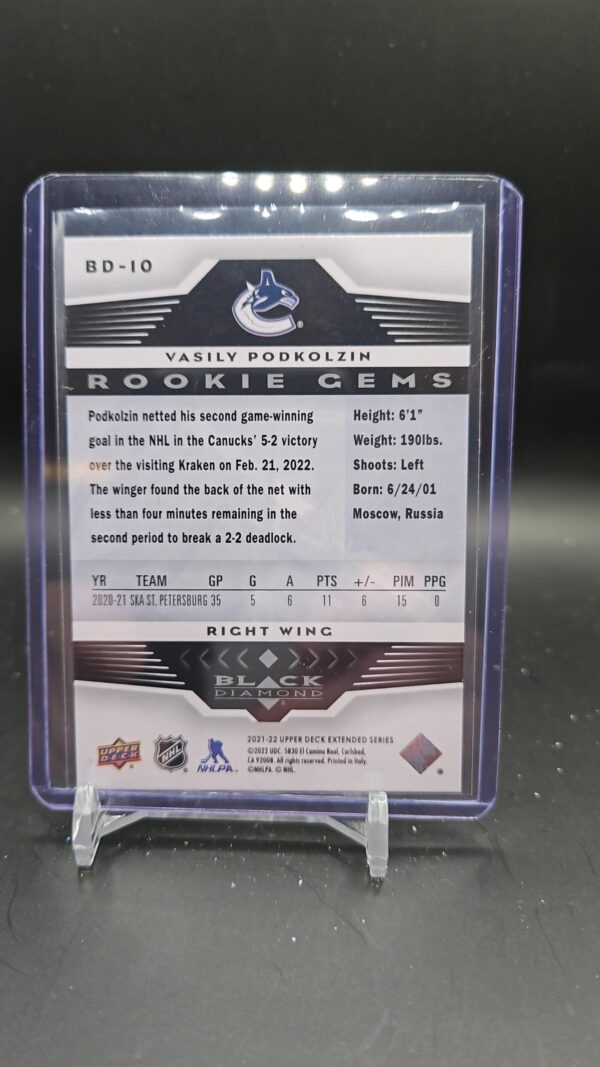 BD-10
VASILY PODKOLZIN
ROOKIE GEMS
Podkolzin netted his second game-winning
goal in the NHL in the Canucks' 5-2 victory
over the visiting Kraken on Feb. 21, 2022.
The winger found the back of the net with
less than four minutes remaining in the
second period to break a 2-2 deadlock.
Height: 6'1"
Weight: 190lbs.
Shoots: Left
Born: 6/24/01
Moscow, Russia
YR TEAM GP G A PTS +/- PIM PPG
2020-21 SKA ST. PETERSBURG 35 5 6 11 6 15 0
RIGHT WING
BLACK
DIAMOND
UPPER DECK
NHL
NHLPA
2021-22 UPPER DECK EXTENDED SERIES
©2022 UDC. 5830 El Camino Real, Carlsbad,
CA 92008. All rights reserved. Printed in Italy.
©NHLPA. © NHL.